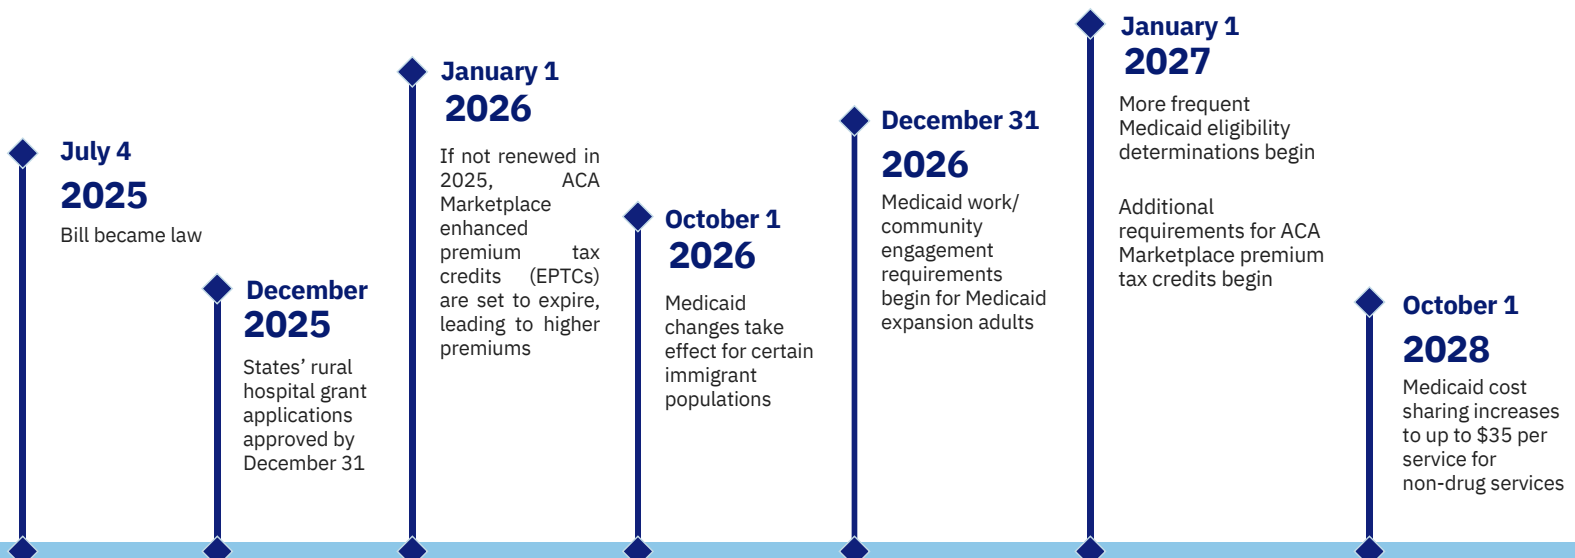 July 4
2025
Bill became law
December
2025
States’ rural
hospital grant
applications
approved by
December 31
January 1
2026
If not renewed in
2025, ACA
Marketplace
enhanced
premium tax
credits (EPTCs)
are set to expire,
leading to higher
premiums
October 1
2026
Medicaid
changes take
effect for certain
immigrant
populations
December 31
2026
Medicaid work/
community
engagement
requirements
begin for Medicaid
expansion adults
January 1
2027
More frequent
Medicaid eligibility
determinations begin
Additional
requirements for ACA
Marketplace premium
tax credits begin
October 1
2028
Medicaid cost
sharing increases
to up to $35 per
service for
non-drug services